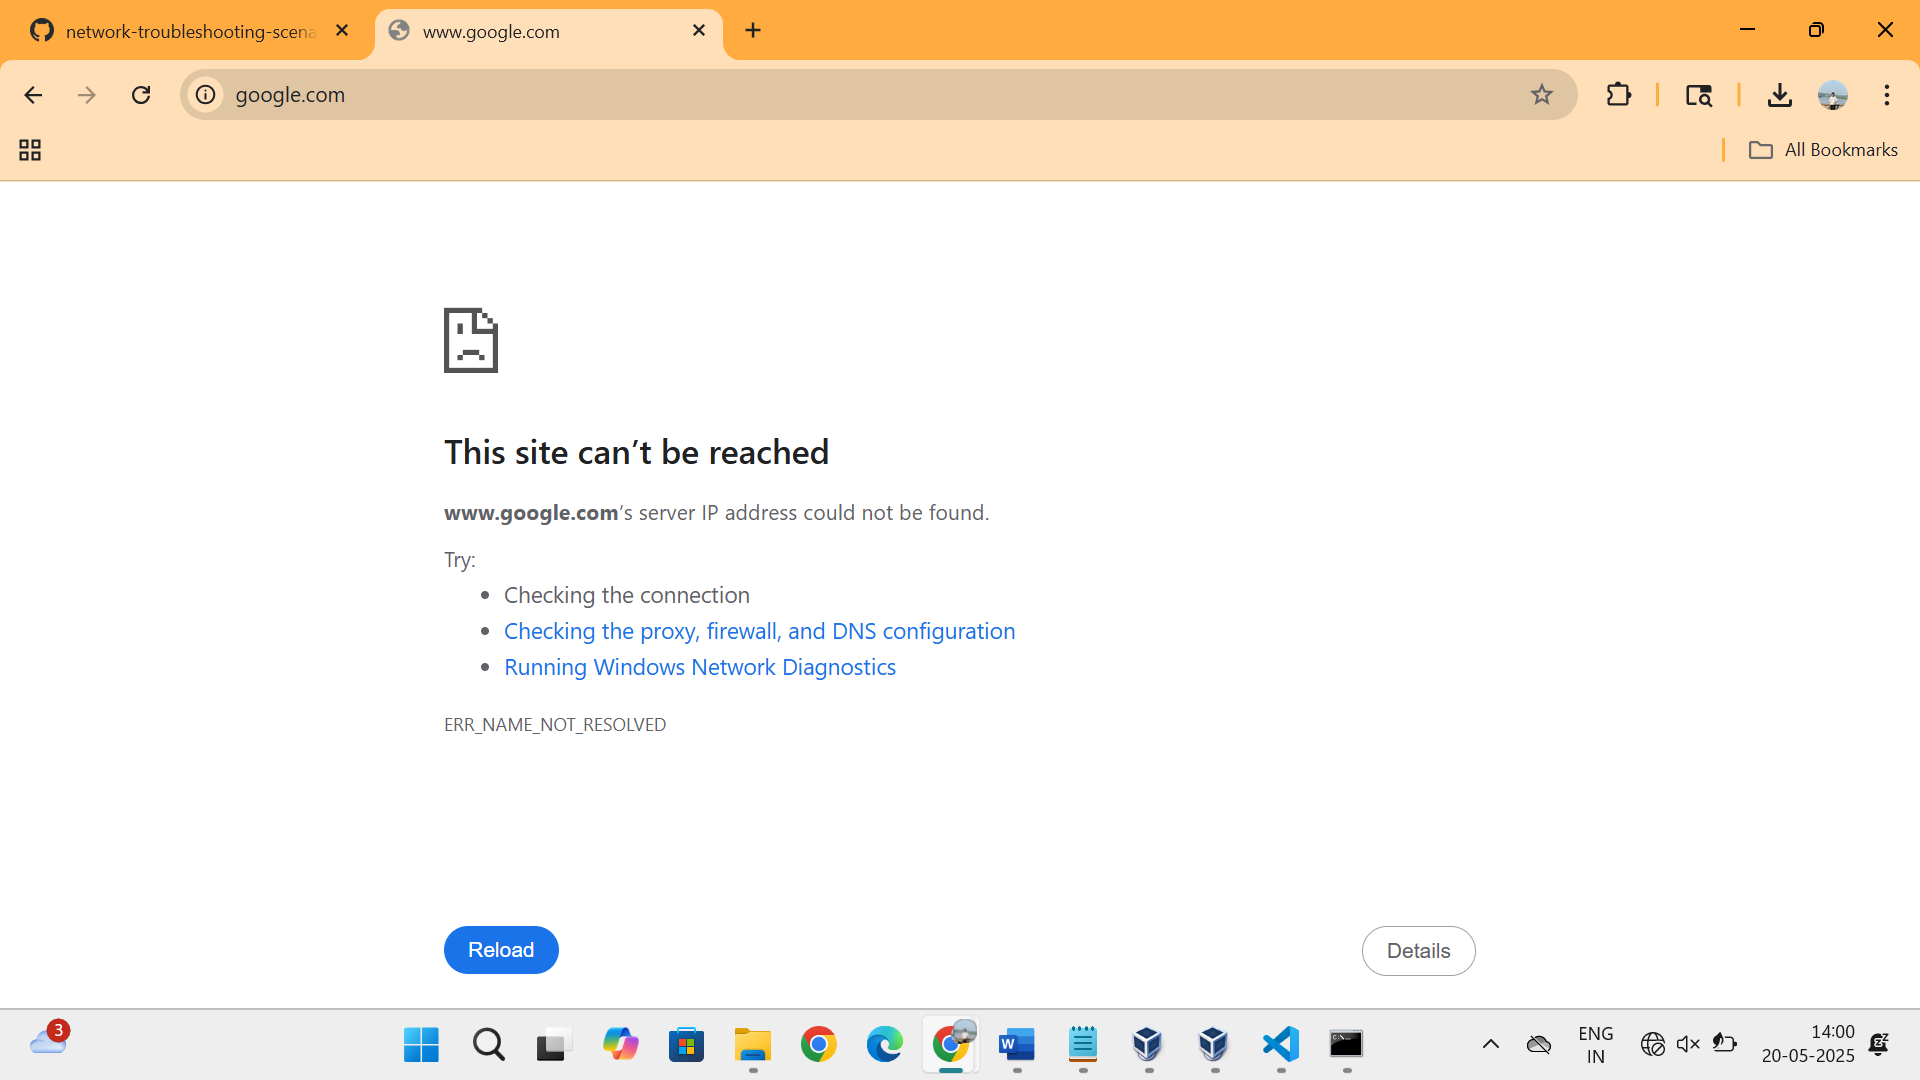 network-troubleshooting-scena
www.google.com
google.com
All Bookmarks
This site can’t be reached
www.google.com’s server IP address could not be found.
Try:
Checking the connection
Checking the proxy, firewall, and DNS configuration
Running Windows Network Diagnostics
ERR_NAME_NOT_RESOLVED
Reload
Details
3
ENG
IN
14:00
20-05-2025